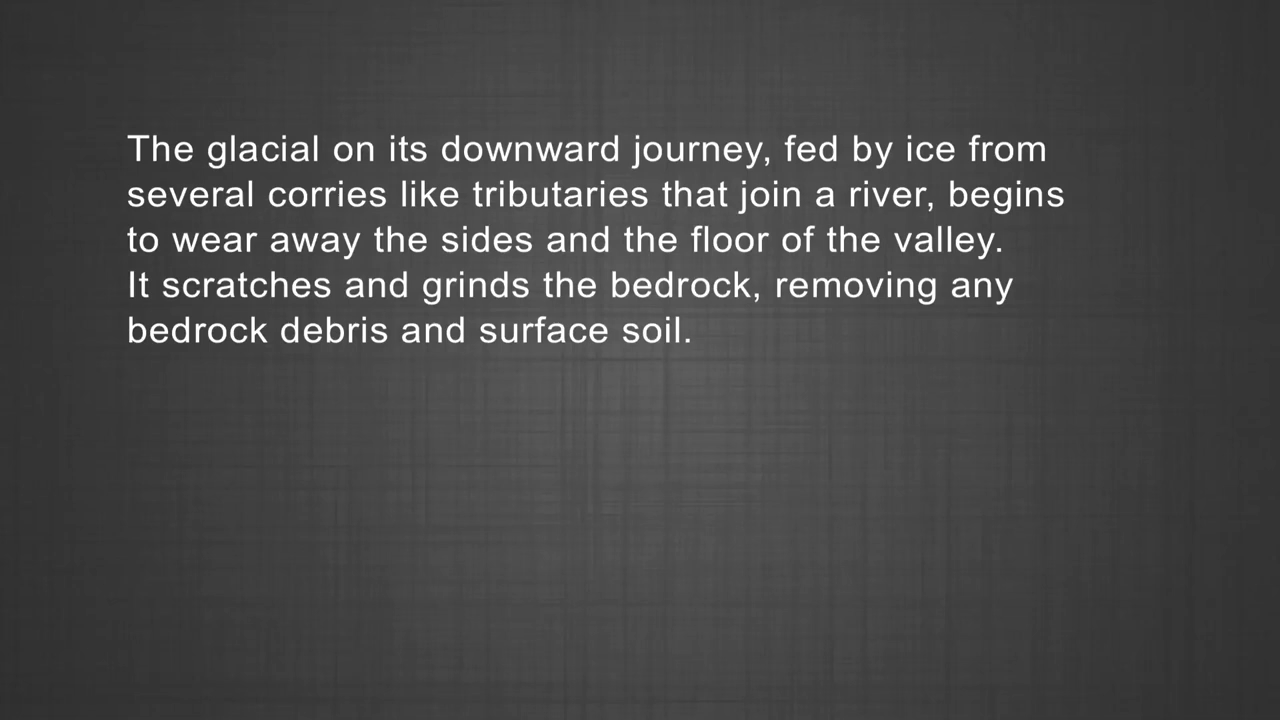 The glacial on its downward journey, fed by ice from
several corries like tributaries that join a river, begins
to wear away the sides and the floor of the valley.
It scratches and grinds the bedrock, removing any
bedrock debris and surface soil.